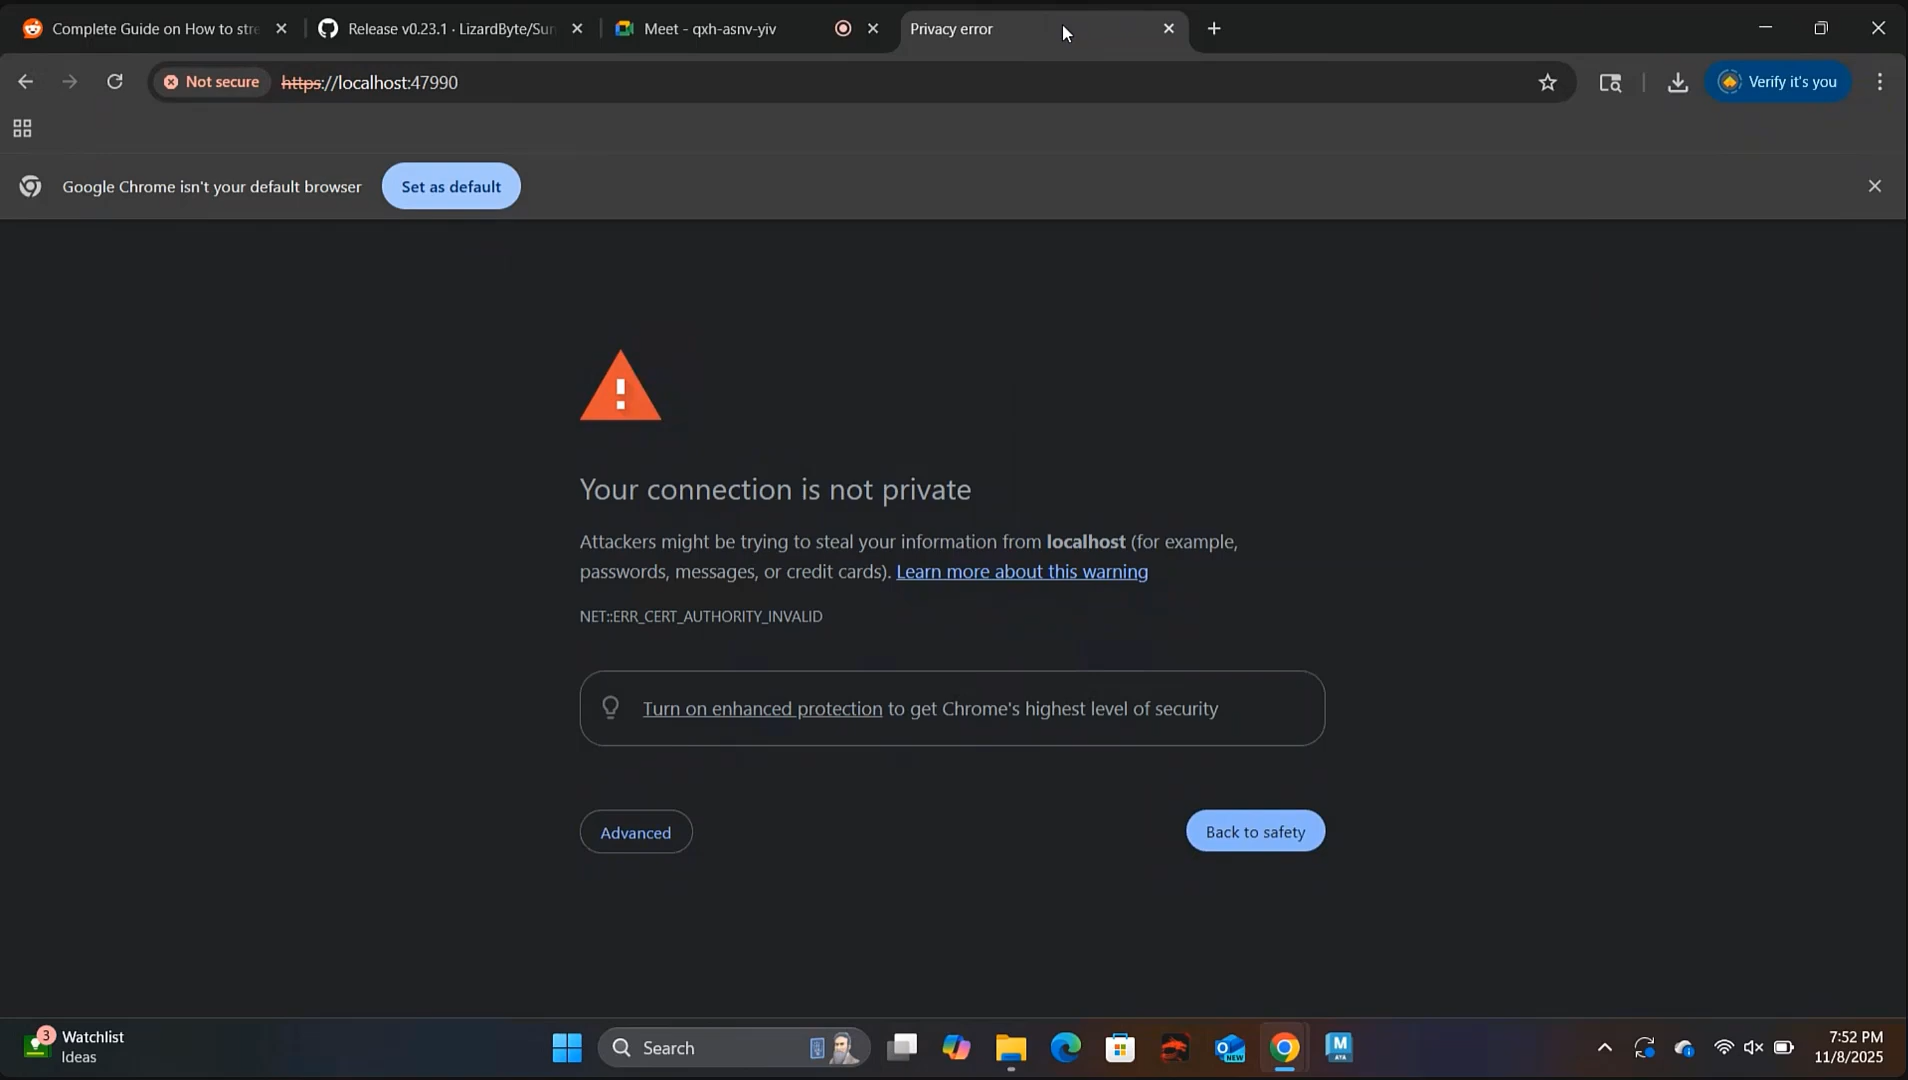 Complete Guide on How to stre
Release v0.23.1 · LizardByte/Sun
Meet - qxh-asnv-yiv
Privacy error
Not secure
https://localhost:47990
Verify it's you
Google Chrome isn't your default browser
Set as default
Your connection is not private
Attackers might be trying to steal your information from localhost (for example,
passwords, messages, or credit cards). Learn more about this warning
NET::ERR_CERT_AUTHORITY_INVALID
Turn on enhanced protection to get Chrome's highest level of security
Advanced
Back to safety
3
Watchlist
Ideas
Search
NEW
M
AYA
7:52 PM
11/8/2025